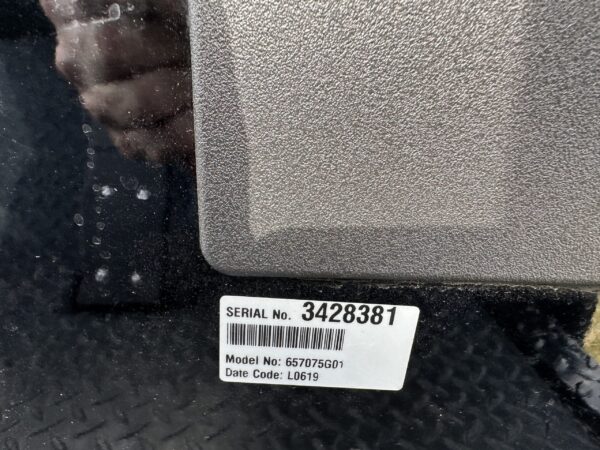 SERIAL No. 3428381
Model No: 657075G01
Date Code: L0619